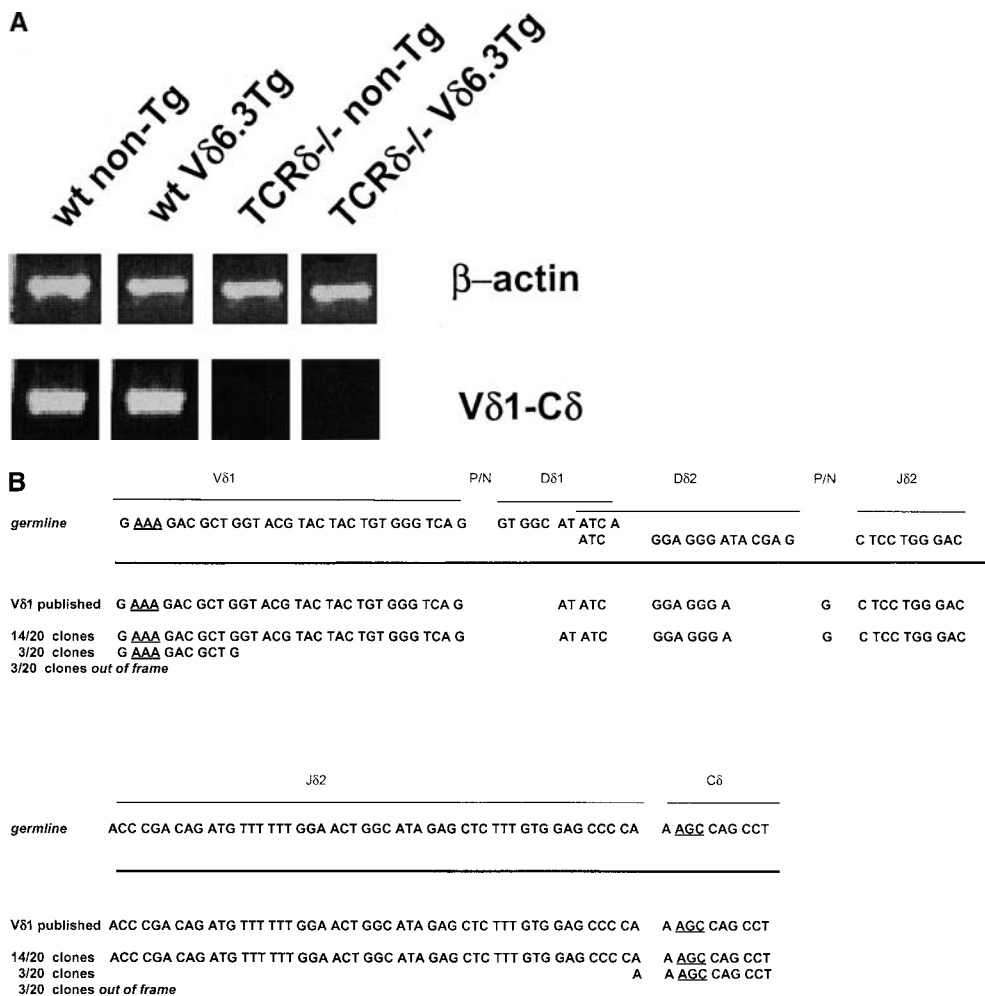 A
wt non-Tg
wt Vδ6.3Tg
TCRδ-/- non-Tg
TCRδ-/- Vδ6.3Tg
β–actin
Vδ1-Cδ
B
Vδ1 P/N Dδ1 Dδ2 P/N Jδ2
germline G AAA GAC GCT GGT ACG TAC TAC TGT GGG TCA G GT GGC AT ATC A
ATC GGA GGG ATA CGA G C TCC TGG GAC
Vδ1 published G AAA GAC GCT GGT ACG TAC TAC TGT GGG TCA G AT ATC GGA GGG A G C TCC TGG GAC
14/20 clones G AAA GAC GCT GGT ACG TAC TAC TGT GGG TCA G AT ATC GGA GGG A G C TCC TGG GAC
3/20 clones G AAA GAC GCT G
3/20 clones out of frame
Jδ2 Cδ
germline ACC CGA CAG ATG TTT TTT GGA ACT GGC ATA GAG CTC TTT GTG GAG CCC CA A AGC CAG CCT
Vδ1 published ACC CGA CAG ATG TTT TTT GGA ACT GGC ATA GAG CTC TTT GTG GAG CCC CA A AGC CAG CCT
14/20 clones ACC CGA CAG ATG TTT TTT GGA ACT GGC ATA GAG CTC TTT GTG GAG CCC CA A AGC CAG CCT
3/20 clones A A AGC CAG CCT
3/20 clones out of frame